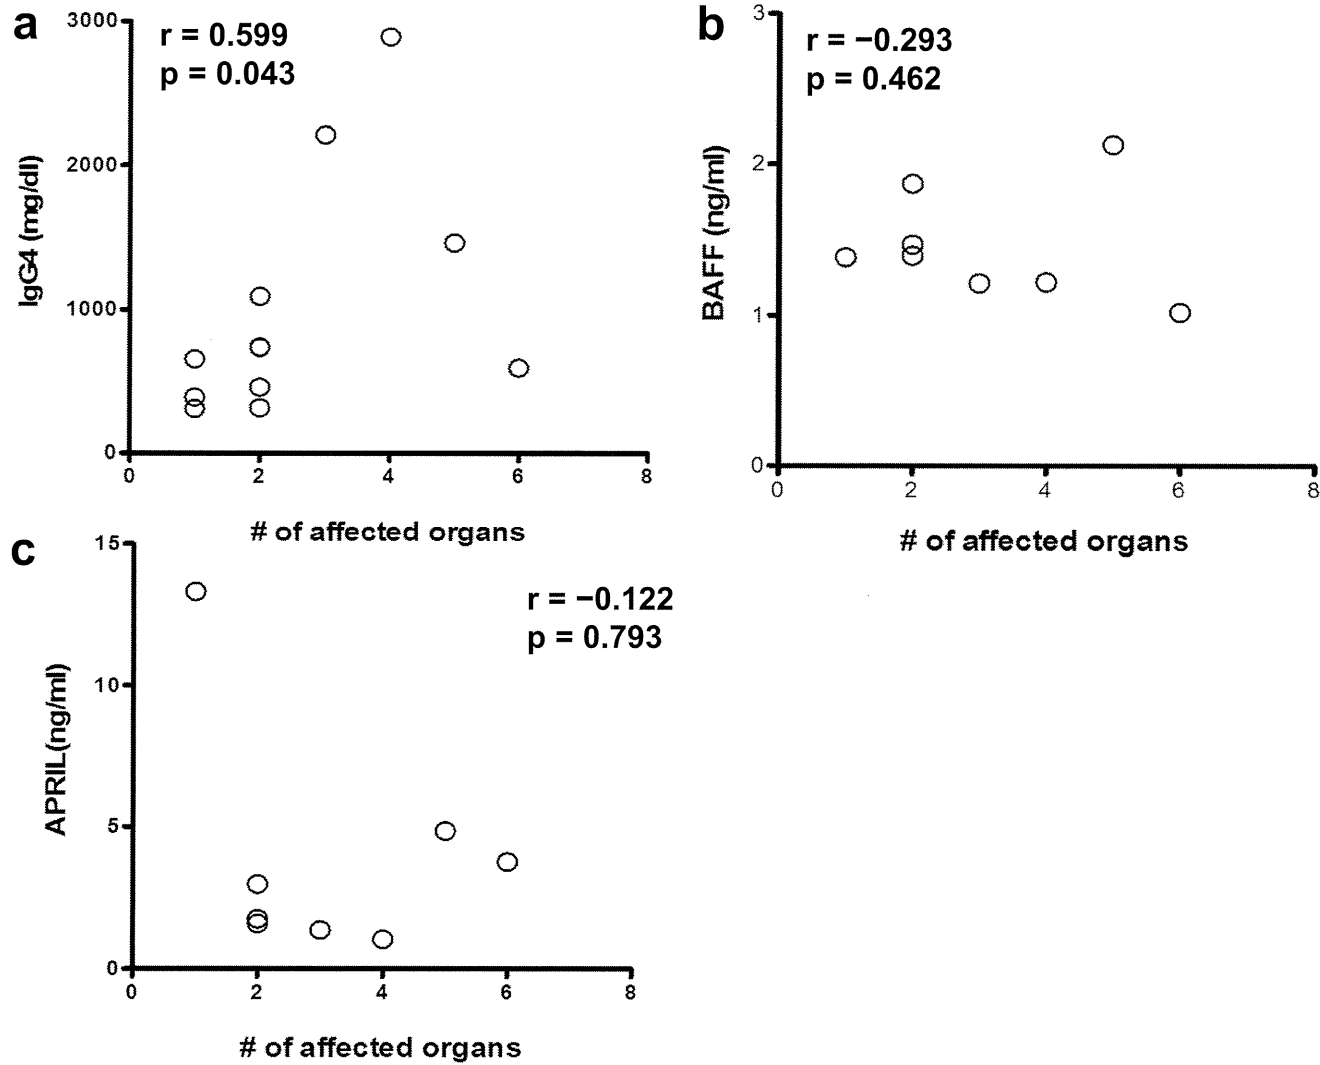 a
r = 0.599
p = 0.043
3000
2000
1000
0
IgG4 (mg/dl)
0 2 4 6 8
# of affected organs
b
r = −0.293
p = 0.462
3
2
1
0
BAFF (ng/ml)
0 2 4 6 8
# of affected organs
c
r = −0.122
p = 0.793
15
10
5
0
APRIL(ng/ml)
0 2 4 6 8
# of affected organs